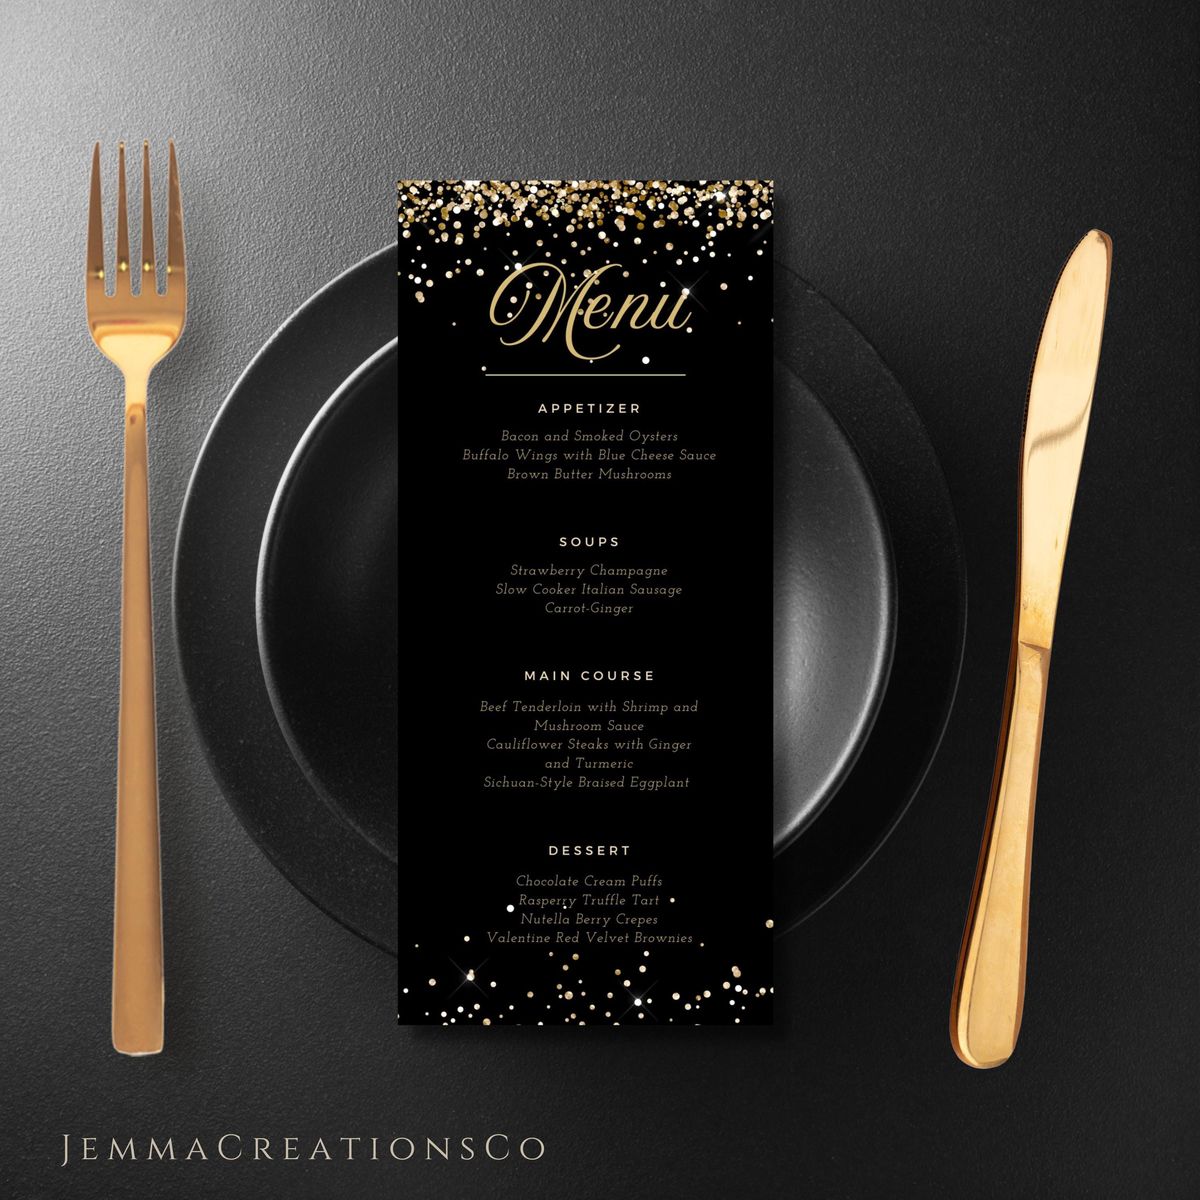 Menu
APPETIZER
Bacon and Smoked Oysters
Buffalo Wings with Blue Cheese Sauce
Brown Butter Mushrooms
SOUPS
Strawberry Champagne
Slow Cooker Italian Sausage
Carrot-Ginger
MAIN COURSE
Beef Tenderloin with Shrimp and
Mushroom Sauce
Cauliflower Steaks with Ginger
and Turmeric
Sichuan-Style Braised Eggplant
DESSERT
Chocolate Cream Puffs
Rasperry Truffle Tart
Nutella Berry Crepes
Valentine Red Velvet Brownies
JEMMACREATIONSCO